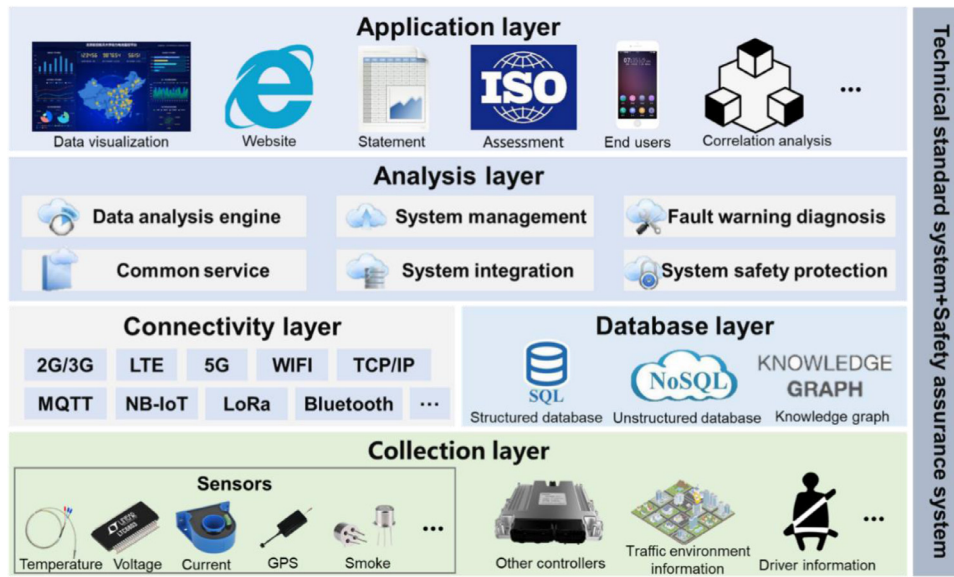 Application layer
Data visualization
Website
Statement
ISO
Assessment
End users
Correlation analysis
...
Analysis layer
Data analysis engine
System management
Fault warning diagnosis
Common service
System integration
System safety protection
Connectivity layer
2G/3G
LTE
5G
WIFI
TCP/IP
MQTT
NB-IoT
LoRa
Bluetooth
...
Database layer
SQL
Structured database
NoSQL
Unstructured database
KNOWLEDGE
GRAPH
Knowledge graph
Collection layer
Sensors
Temperature
Voltage
Current
GPS
Smoke
...
Other controllers
Traffic environment
information
Driver information
...
Technical standard system+Safety assurance system